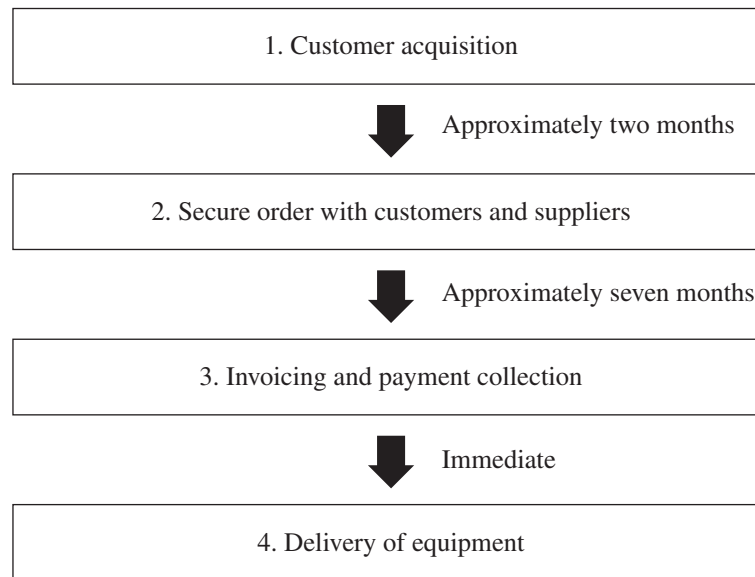 1. Customer acquisition
Approximately two months
2. Secure order with customers and suppliers
Approximately seven months
3. Invoicing and payment collection
Immediate
4. Delivery of equipment